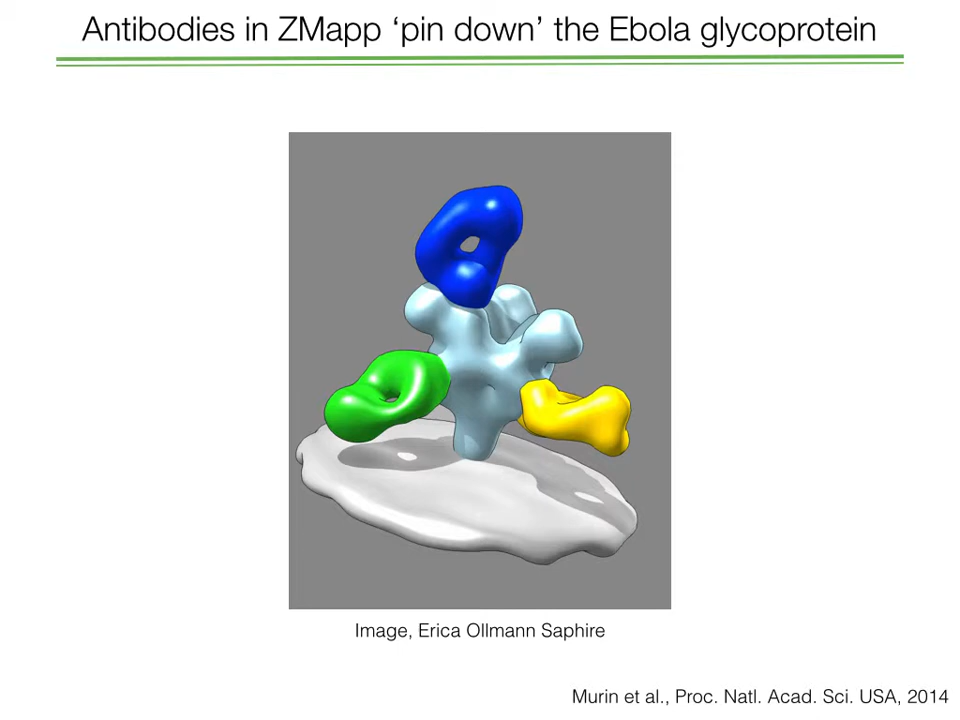 Antibodies in ZMapp ‘pin down’ the Ebola glycoprotein
Image, Erica Ollmann Saphire
Murin et al., Proc. Natl. Acad. Sci. USA, 2014